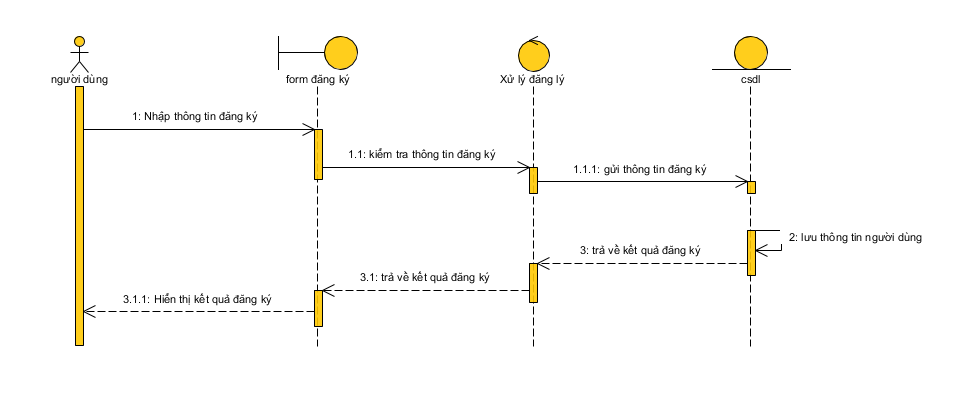 người dùng
form đăng ký
Xử lý đăng lý
csdl
1: Nhập thông tin đăng ký
1.1: kiểm tra thông tin đăng ký
1.1.1: gửi thông tin đăng ký
2: lưu thông tin người dùng
3: trả về kết quả đăng ký
3.1: trả về kết quả đăng ký
3.1.1: Hiển thị kết quả đăng ký